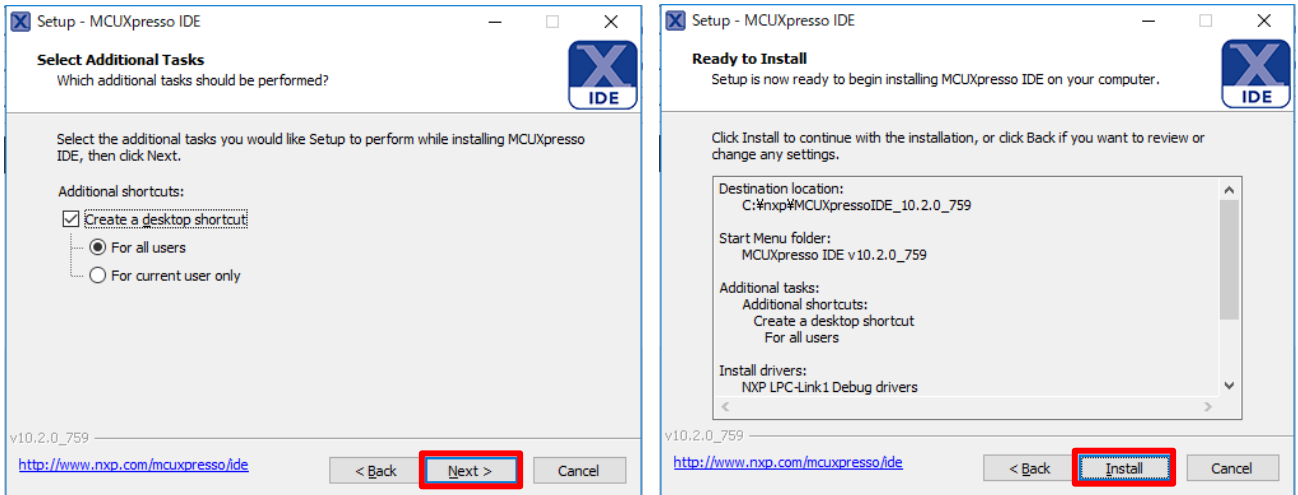 Setup - MCUXpresso IDE
Select Additional Tasks
Which additional tasks should be performed?
IDE
Select the additional tasks you would like Setup to perform while installing MCUXpresso
IDE, then click Next.
Additional shortcuts:
Create a desktop shortcut
For all users
For current user only
v10.2.0_759
http://www.nxp.com/mcuxpresso/ide
< Back
Next >
Cancel
Setup - MCUXpresso IDE
Ready to Install
Setup is now ready to begin installing MCUXpresso IDE on your computer.
IDE
Click Install to continue with the installation, or click Back if you want to review or
change any settings.
Destination location:
C:¥nxp¥MCUXpressoIDE_10.2.0_759
Start Menu folder:
MCUXpresso IDE v10.2.0_759
Additional tasks:
Additional shortcuts:
Create a desktop shortcut
For all users
Install drivers:
NXP LPC-Link1 Debug drivers
v10.2.0_759
http://www.nxp.com/mcuxpresso/ide
< Back
Install
Cancel